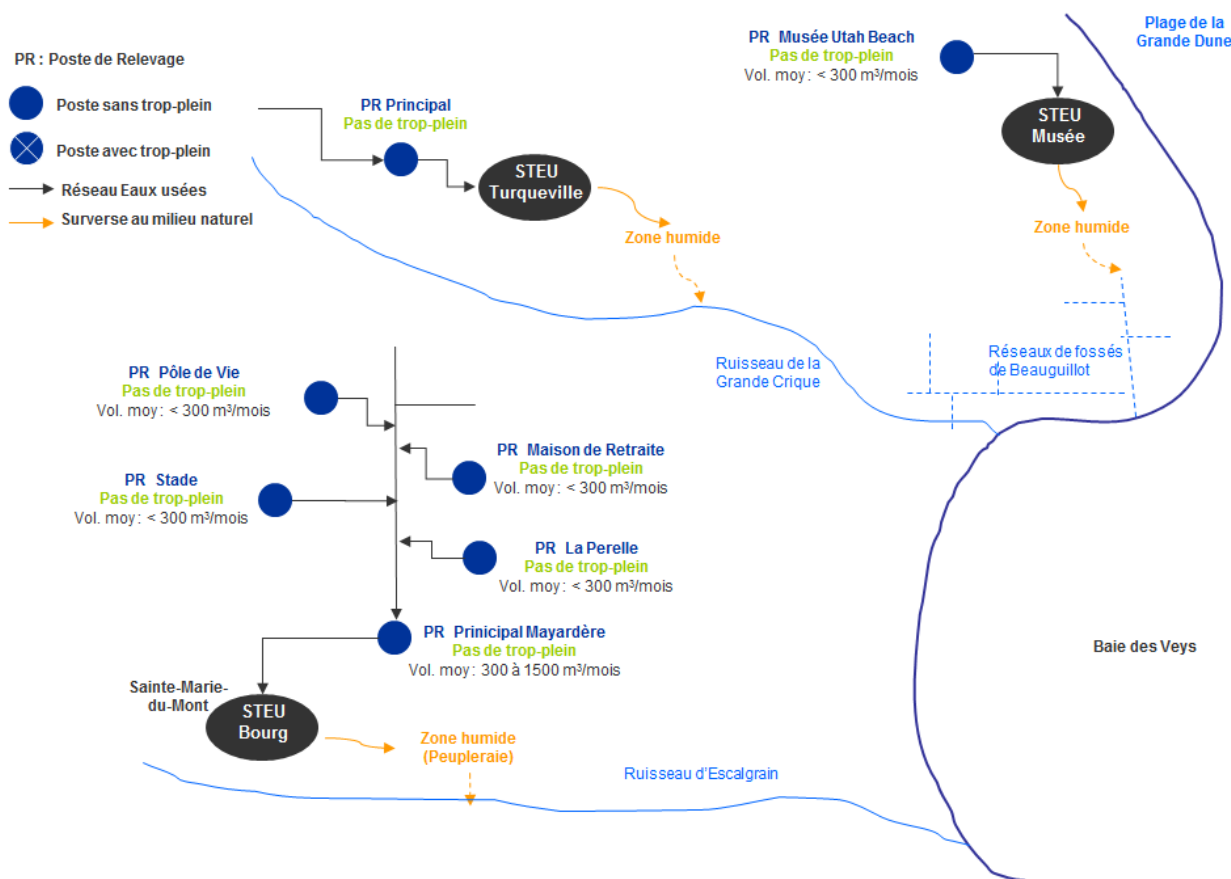 PR : Poste de Relevage
Poste sans trop-plein
Poste avec trop-plein
Réseau Eaux usées
Surverse au milieu naturel
PR Principal
Pas de trop-plein
STEU
Turqueville
Zone humide
PR Musée Utah Beach
Pas de trop-plein
Vol. moy : < 300 m³/mois
STEU
Musée
Zone humide
Plage de la
Grande Dune
Ruisseau de la
Grande Crique
Réseaux de fossés
de Beauguillot
PR Pôle de Vie
Pas de trop-plein
Vol. moy : < 300 m³/mois
PR Maison de Retraite
Pas de trop-plein
Vol. moy : < 300 m³/mois
PR Stade
Pas de trop-plein
Vol. moy : < 300 m³/mois
PR La Perelle
Pas de trop-plein
Vol. moy : < 300 m³/mois
PR Prinicipal Mayardère
Pas de trop-plein
Vol. moy : 300 à 1500 m³/mois
Sainte-Marie-
du-Mont
STEU
Bourg
Zone humide
(Peupleraie)
Ruisseau d'Escalgrain
Baie des Veys